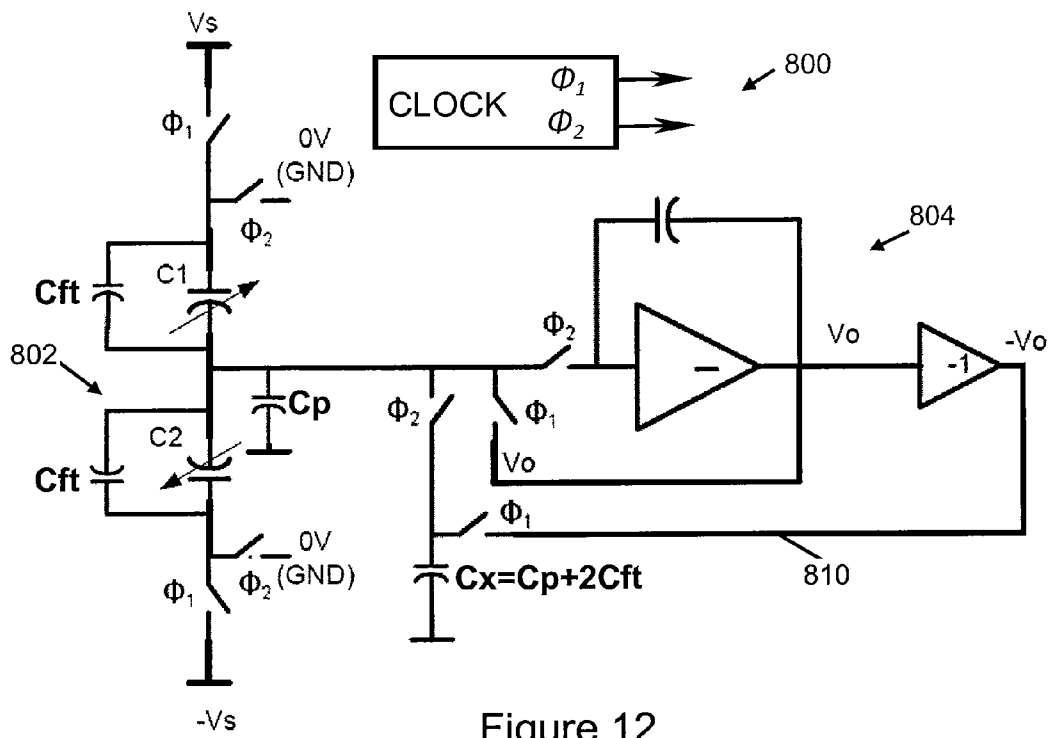 Vs
Φ1
CLOCK
Φ1
Φ2
800
0V
(GND)
Φ2
804
Cft
C1
802
Φ2
Vo
-1
-Vo
Cp
Φ2
Φ1
Vo
C2
Cft
Φ1
0V
(GND)
Φ2
Φ1
Cx=Cp+2Cft
810
-Vs
Figure 12